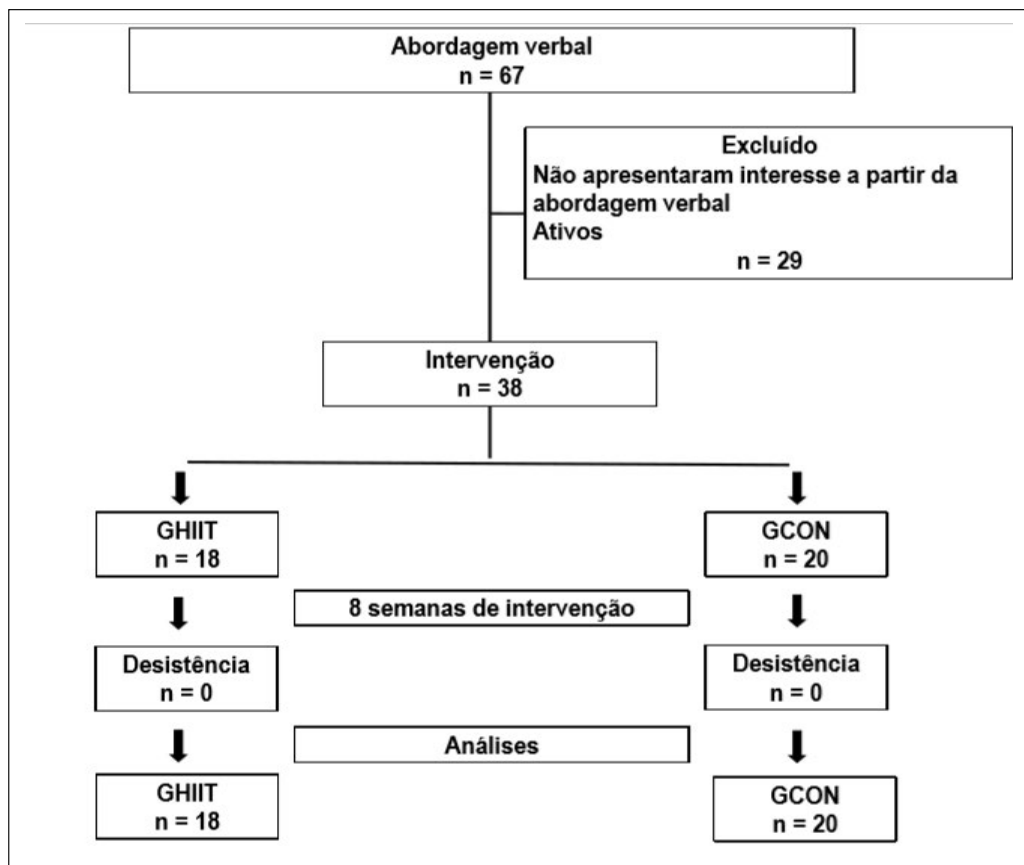 Abordagem verbal
n = 67
Excluído
Não apresentaram interesse a partir da
abordagem verbal
Ativos
n = 29
Intervenção
n = 38
GHIIT
n = 18
GCON
n = 20
8 semanas de intervenção
Desistência
n = 0
Desistência
n = 0
Análises
GHIIT
n = 18
GCON
n = 20